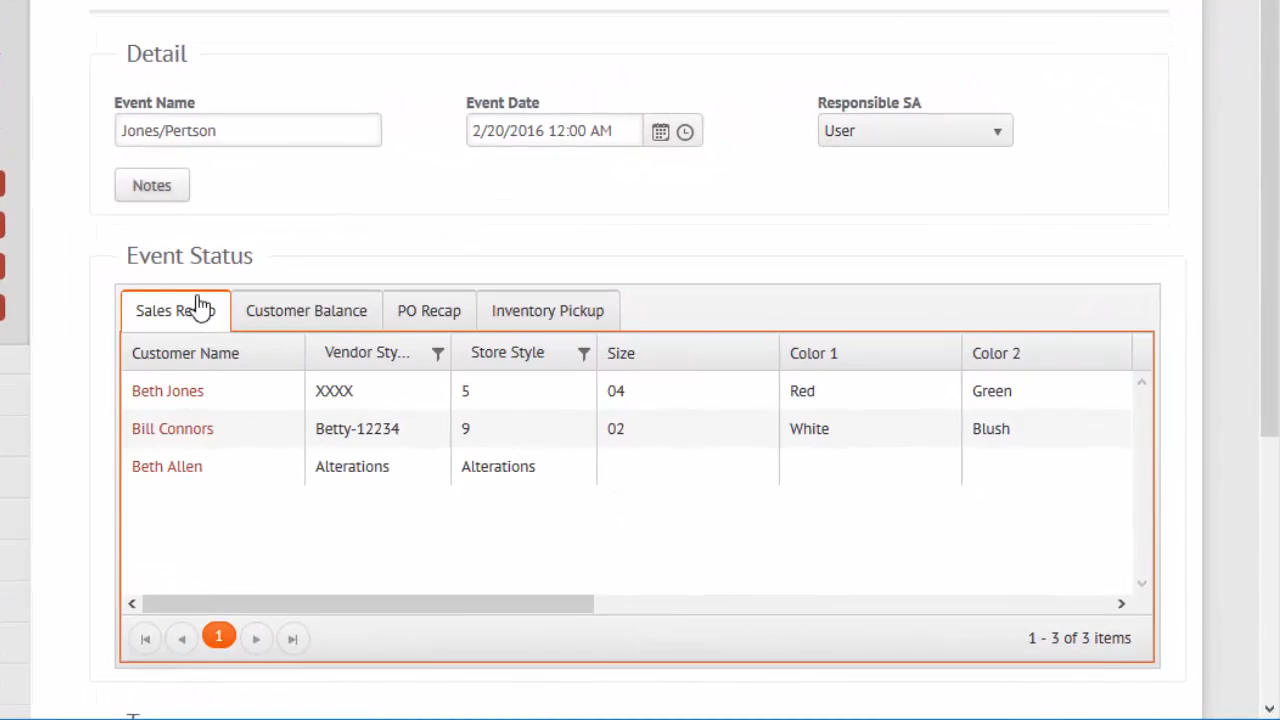 Detail
Event Name Event Date Responsible SA
Jones/Pertson 2/20/2016 12:00 AM User
Notes
Event Status
Sales Customer Balance PO Recap Inventory Pickup
Customer Name Vendor Sty... Store Style Size Color 1 Color 2
Beth Jones XXXX 5 04 Red Green
Bill Connors Betty-12234 9 02 White Blush
Beth Allen Alterations Alterations
1 1 - 3 of 3 items